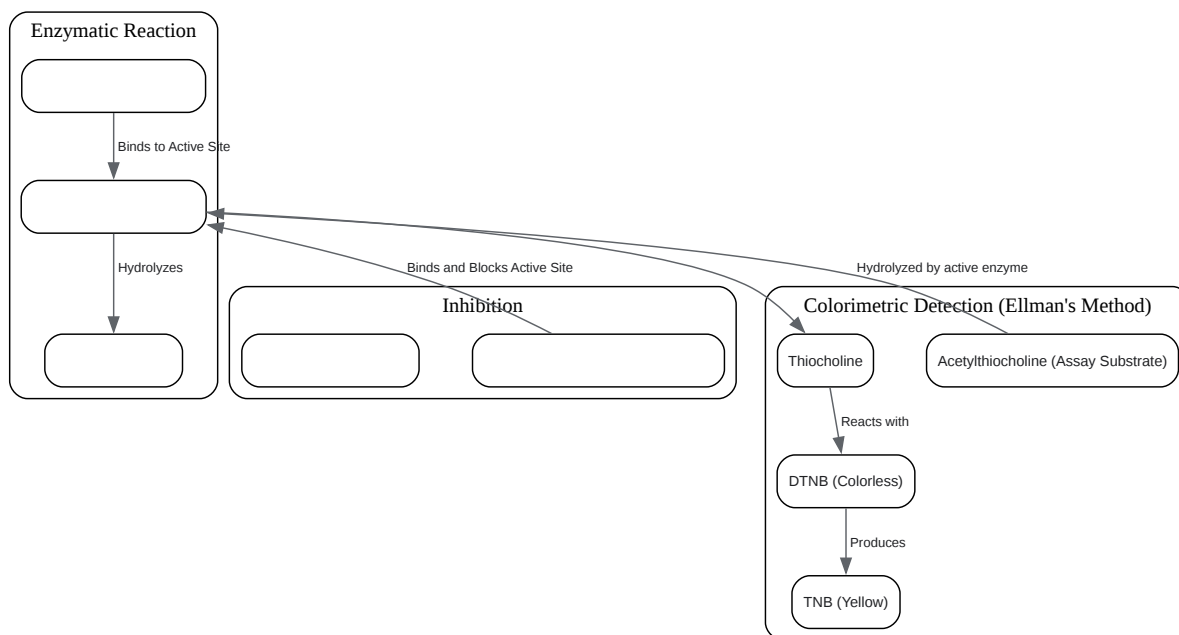 Enzymatic Reaction
Binds to Active Site
Hydrolyzes
Binds and Blocks Active Site
Hydrolyzed by active enzyme
Inhibition
Colorimetric Detection (Ellman's Method)
Thiocholine
Acetylthiocholine (Assay Substrate)
Reacts with
DTNB (Colorless)
Produces
TNB (Yellow)